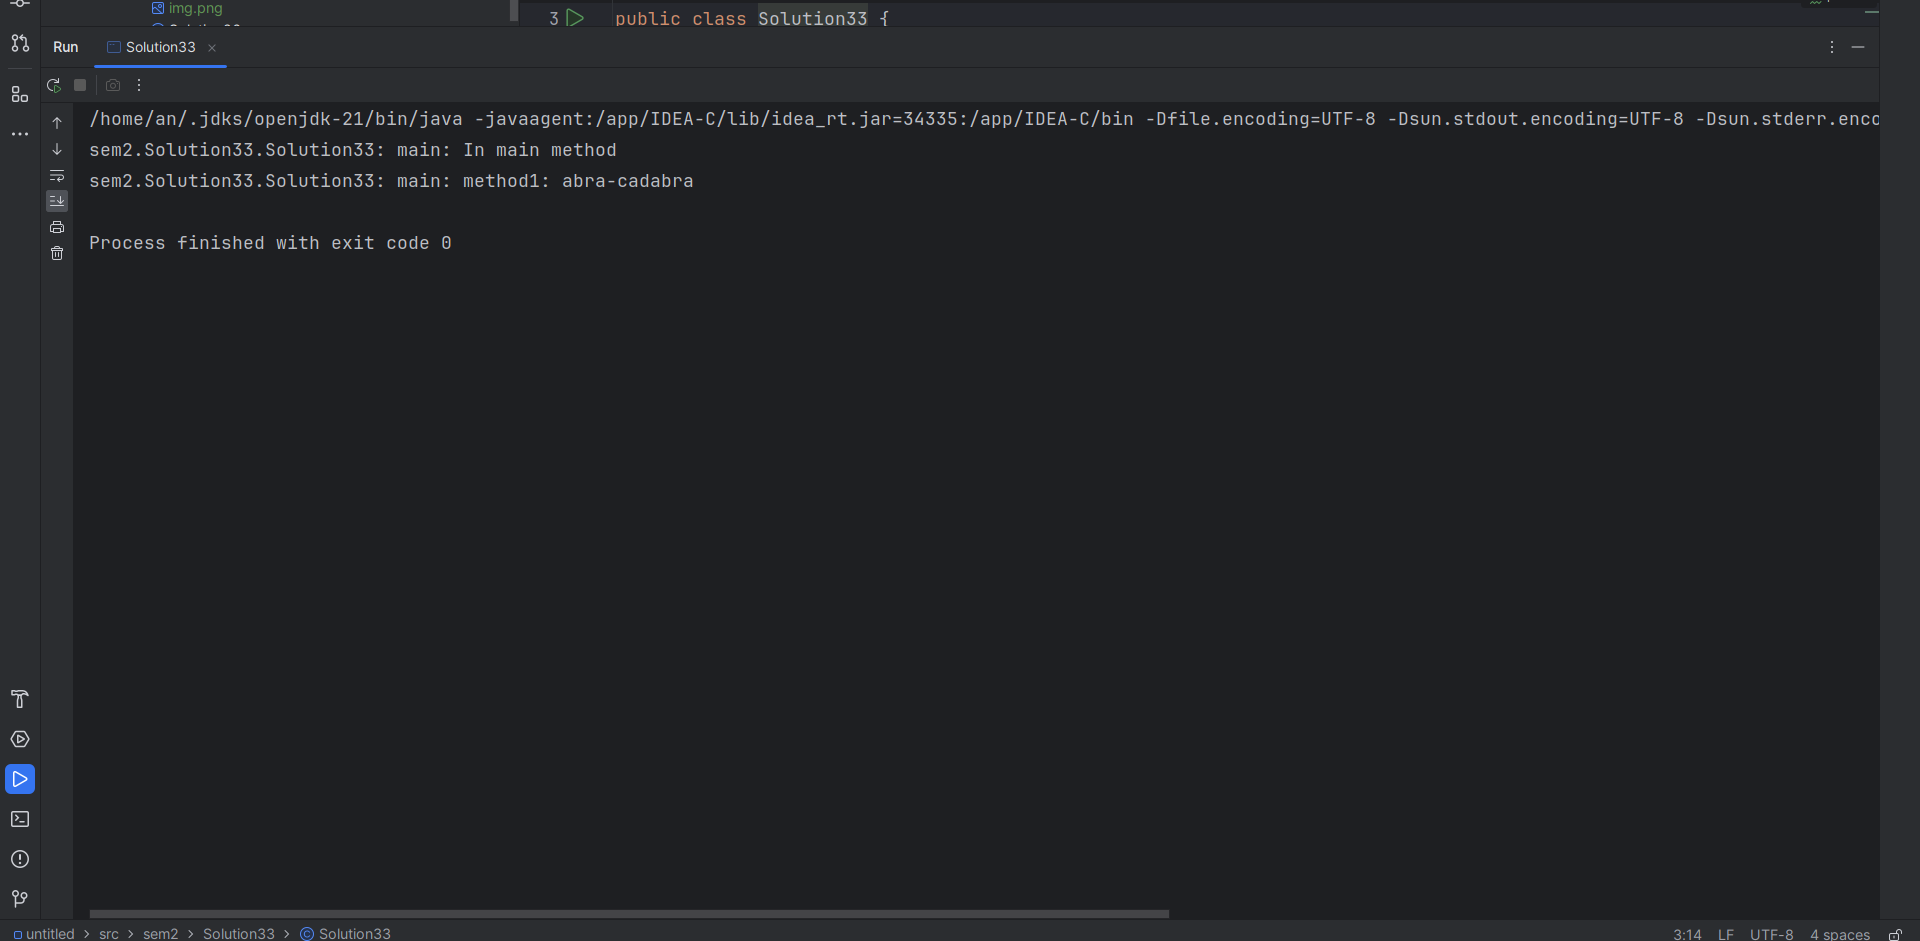 img.png
3 public class Solution33 {
Run Solution33
/home/an/.jdks/openjdk-21/bin/java -javaagent:/app/IDEA-C/lib/idea_rt.jar=34335:/app/IDEA-C/bin -Dfile.encoding=UTF-8 -Dsun.stdout.encoding=UTF-8 -Dsun.stderr.enco
sem2.Solution33.Solution33: main: In main method
sem2.Solution33.Solution33: main: method1: abra-cadabra
Process finished with exit code 0
untitled > src > sem2 > Solution33 > Solution33 3:14 LF UTF-8 4 spaces